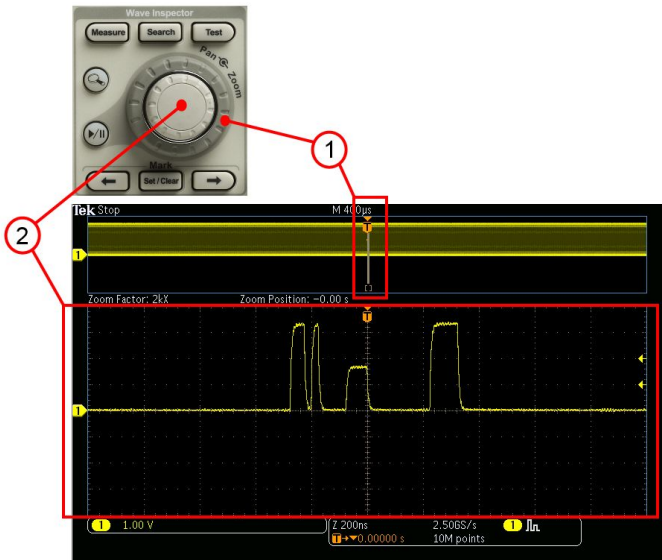 Wave Inspector
Measure Search Test
Pan Zoom
1
Mark
Set / Clear
2
Tek Stop
M 400µs
T
1
Zoom Factor: 2kX
Zoom Position: -0.00 s
T
1
1 1.00 V
Z 200ns 2.50GS/s 1
T→▼0.00000 s 10M points